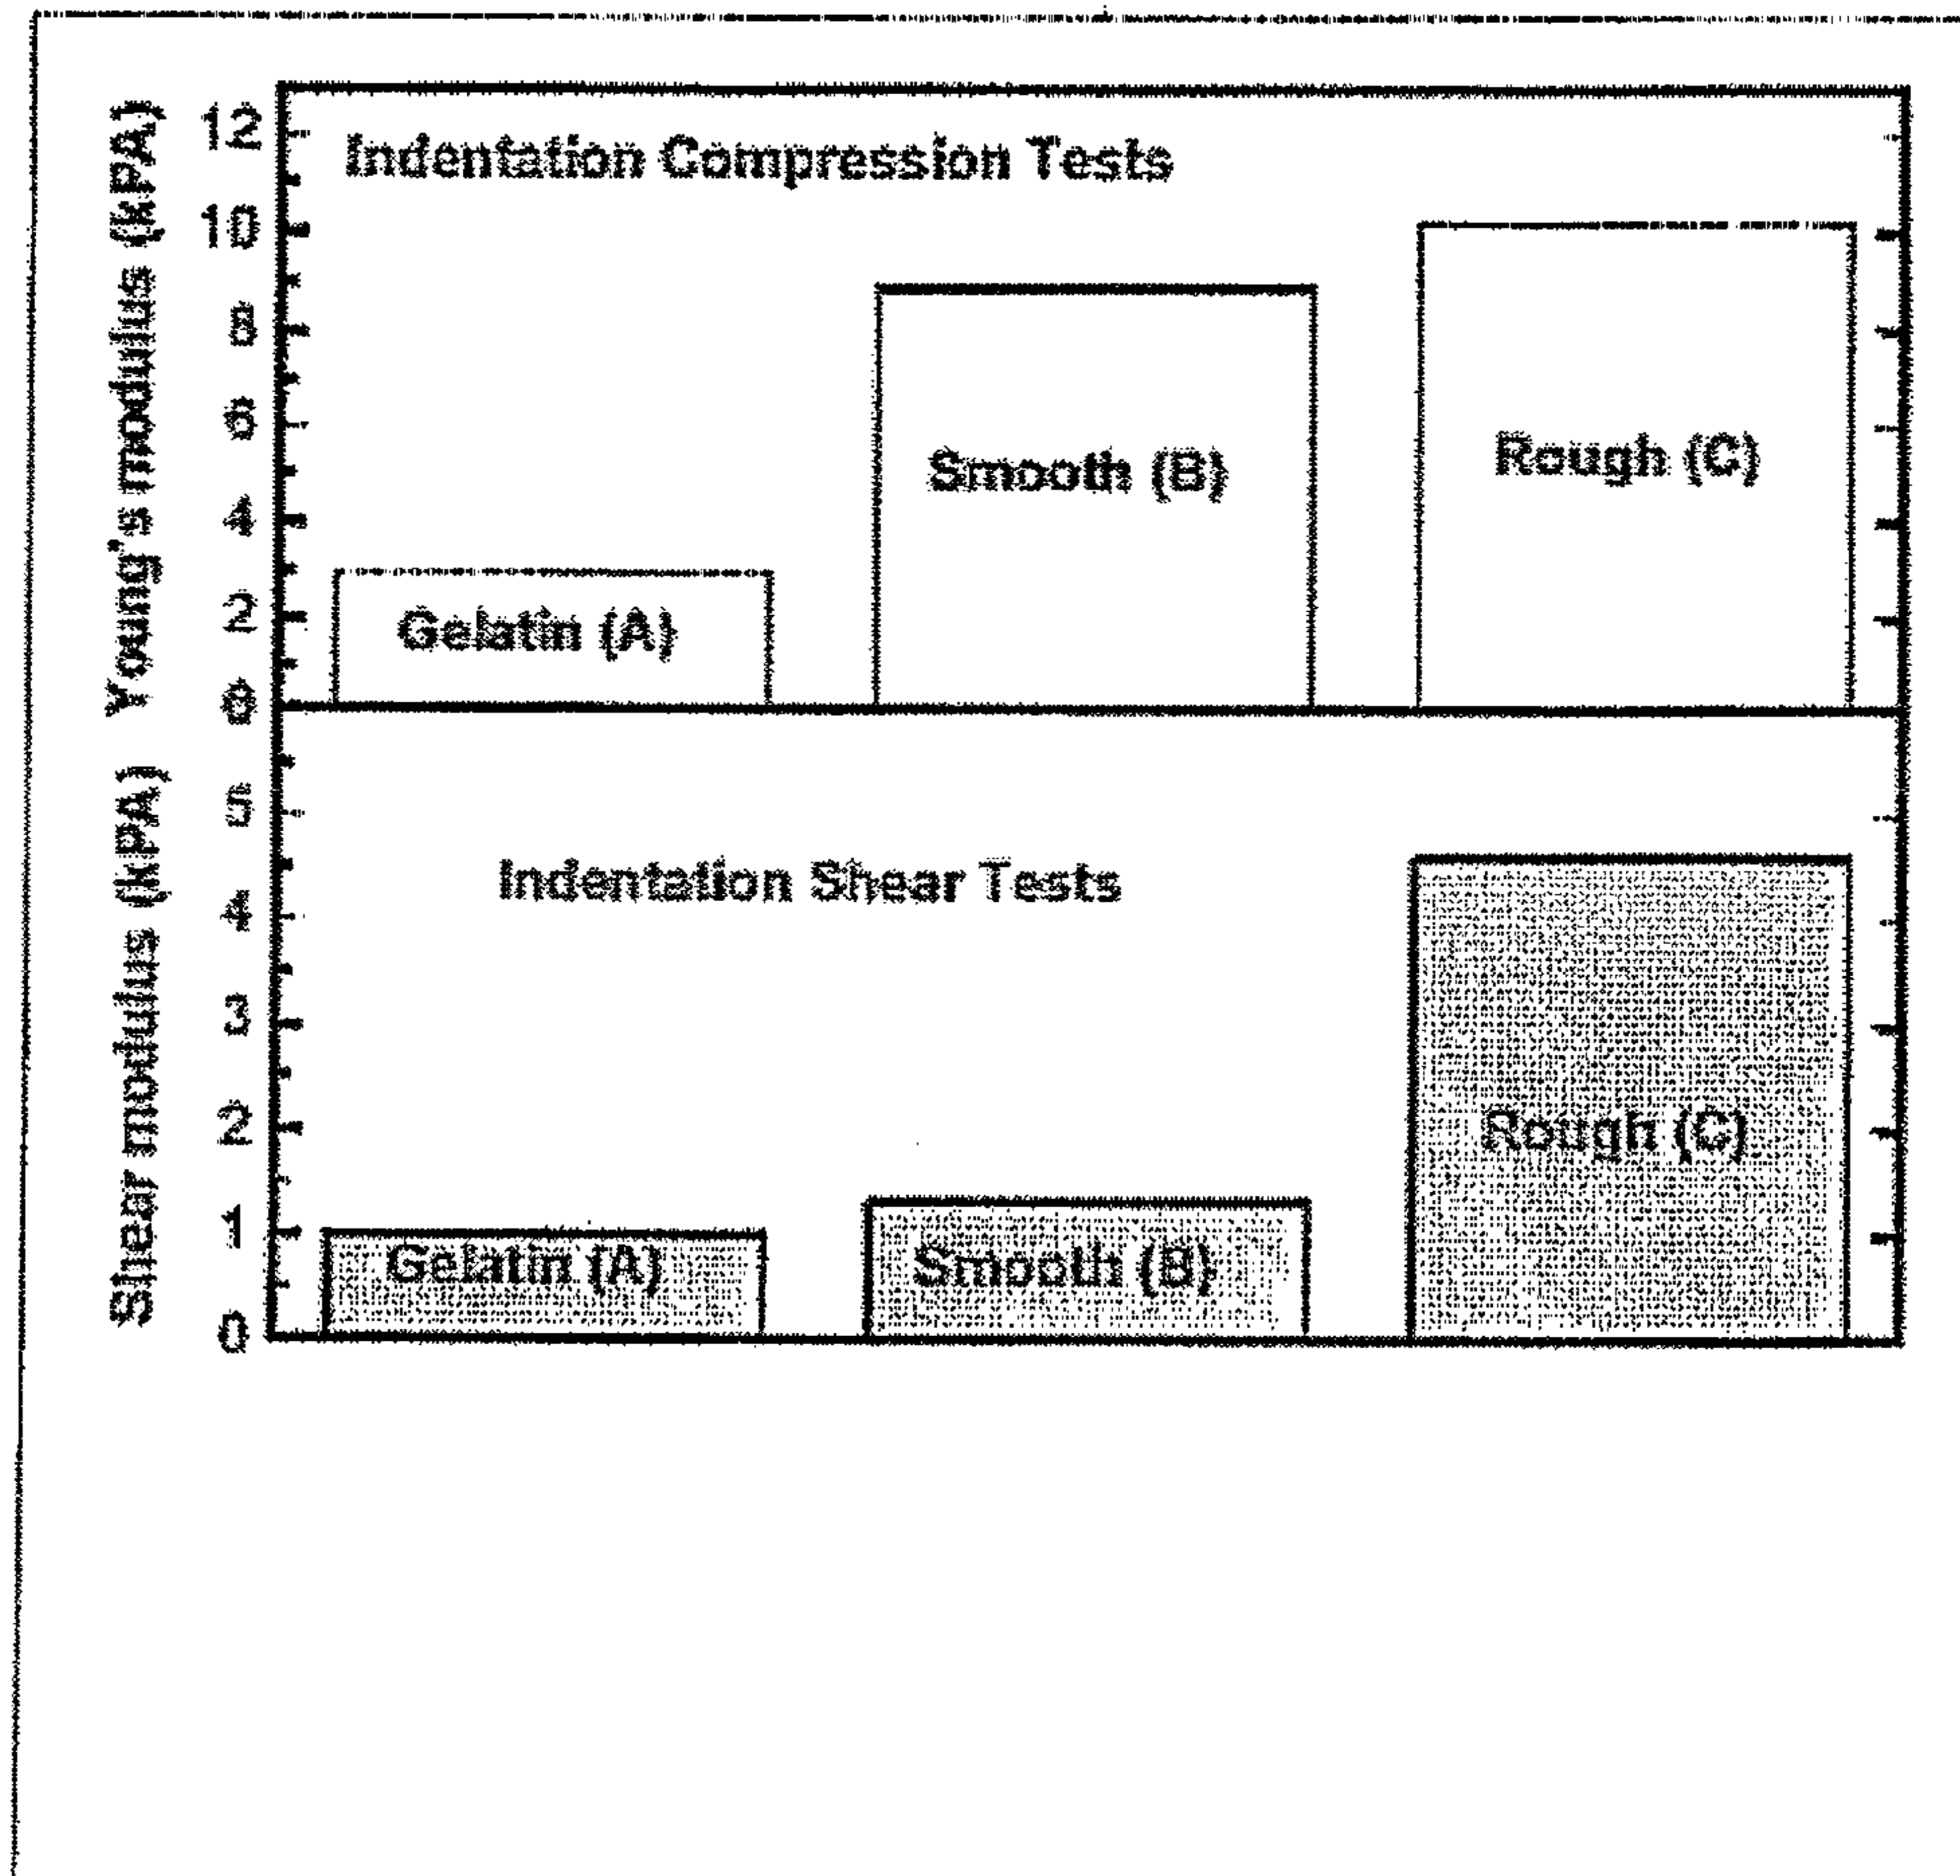 Young's modulus (kPA)
12
10
8
6
4
2
0
Indentation Compression Tests
Gelatin (A)
Smooth (B)
Rough (C)
Shear modulus (kPA)
5
4
3
2
1
0
Indentation Shear Tests
Gelatin (A)
Smooth (B)
Rough (C)